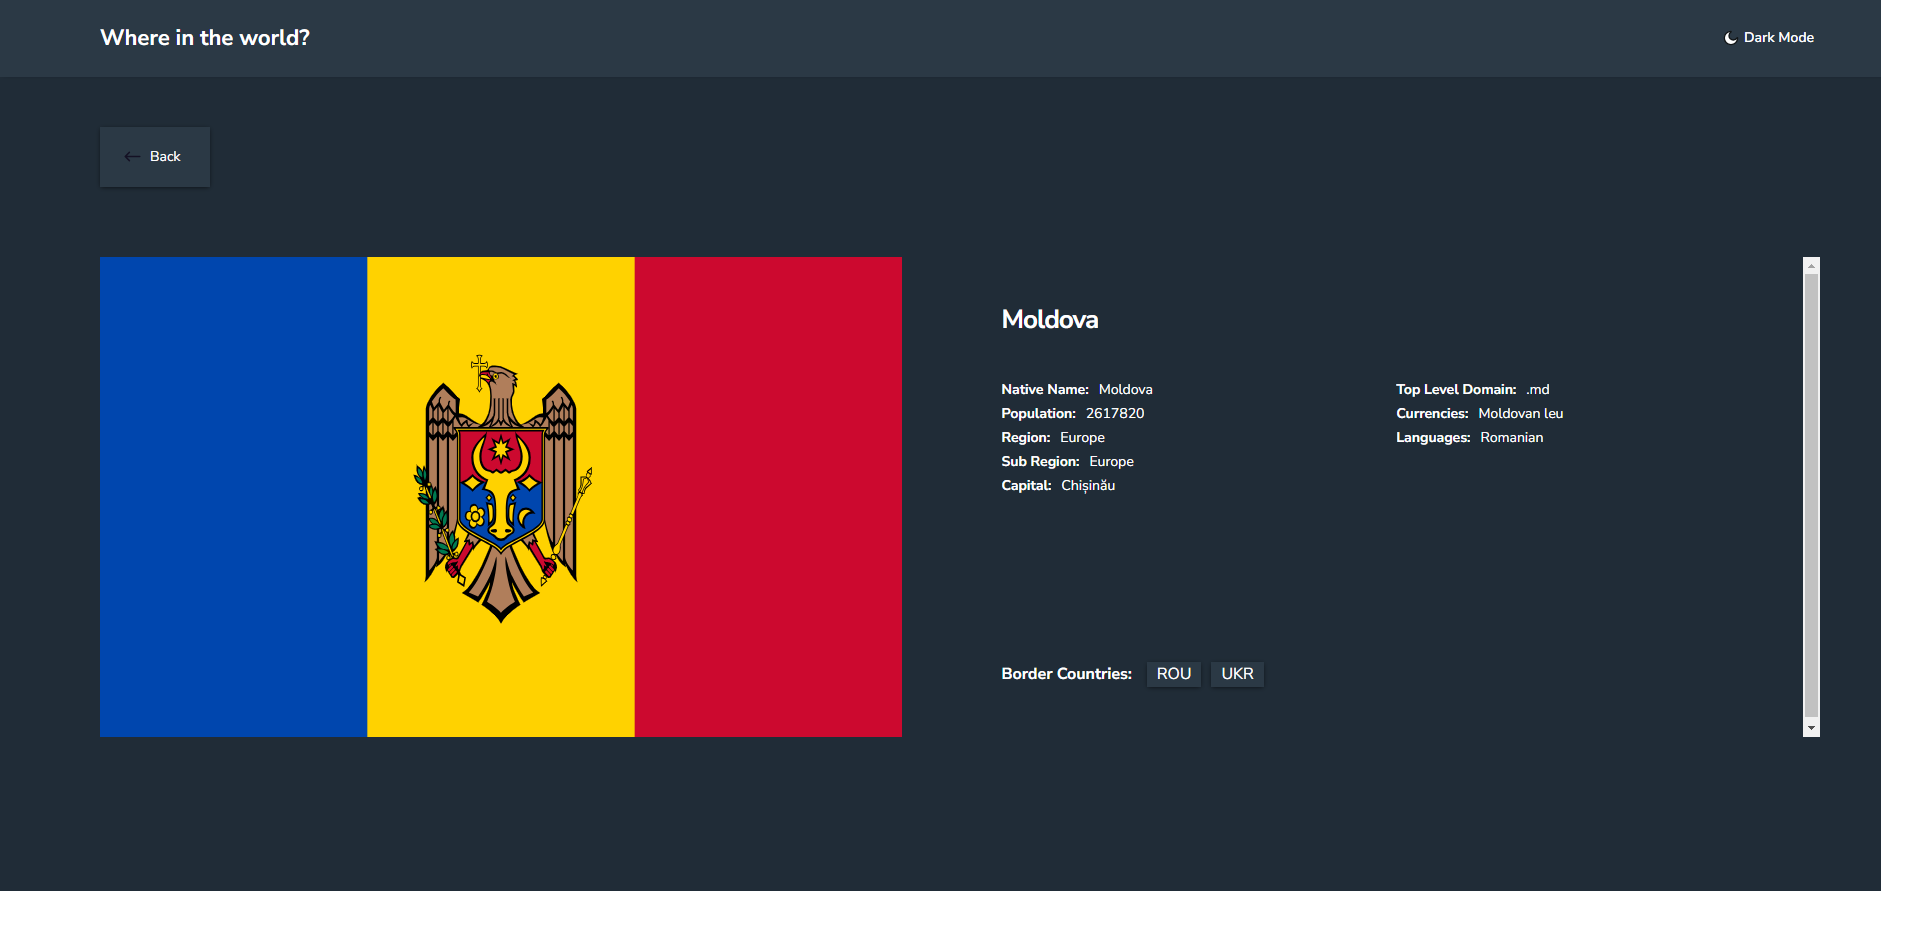 Where in the world?
Dark Mode
Back
Moldova
Native Name: Moldova
Population: 2617820
Region: Europe
Sub Region: Europe
Capital: Chișinău
Top Level Domain: .md
Currencies: Moldovan leu
Languages: Romanian
Border Countries: ROU UKR